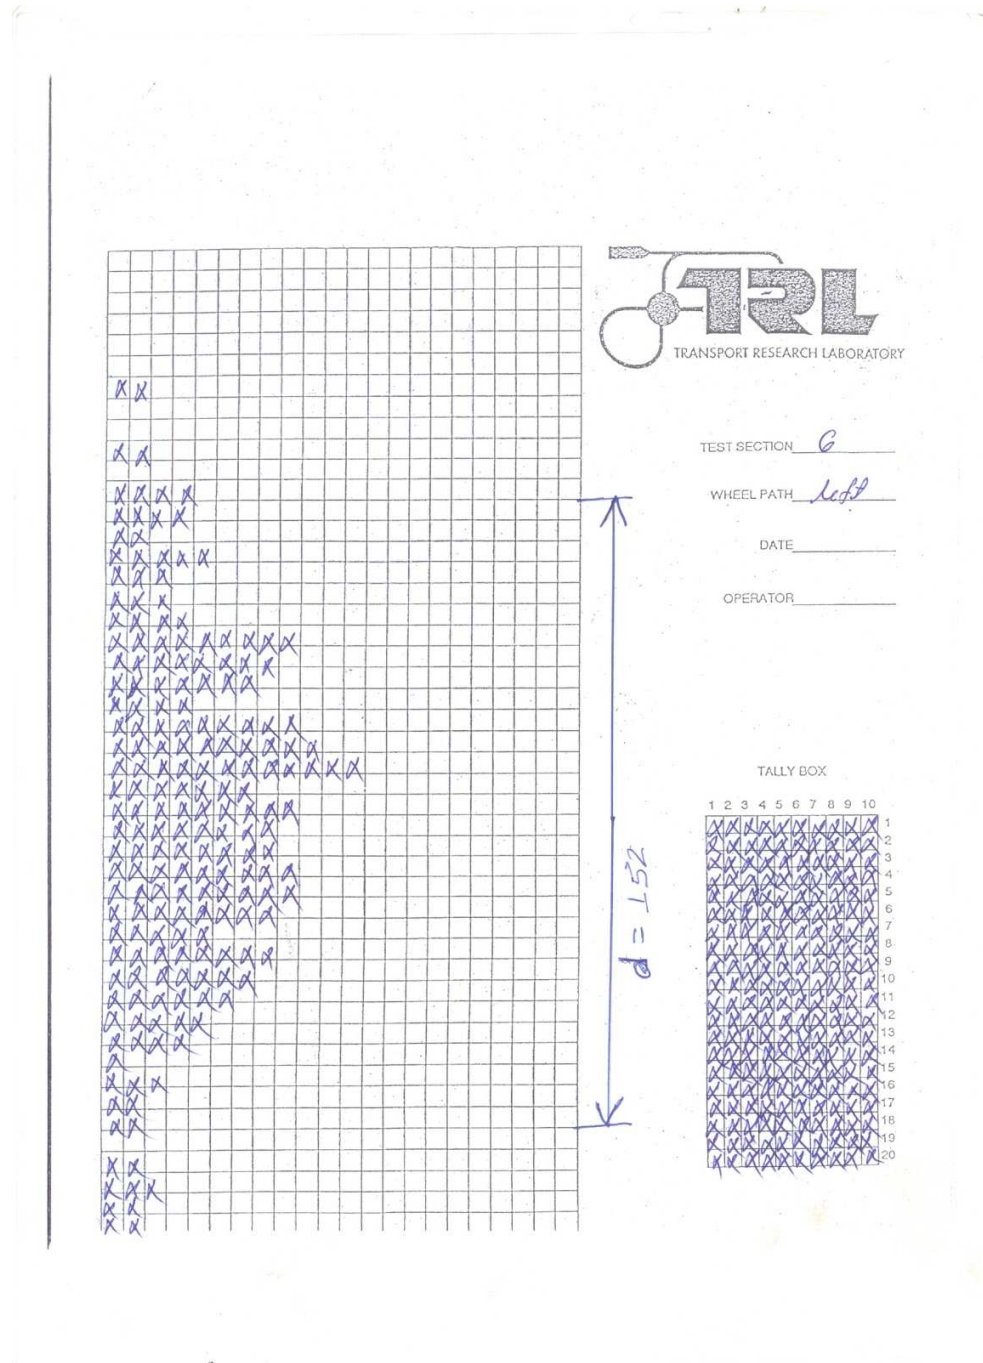 TRL
TRANSPORT RESEARCH LABORATORY
TEST SECTION 6
WHEEL PATH left
DATE
OPERATOR
d = 152
TALLY BOX
1 2 3 4 5 6 7 8 9 10
1
2
3
4
5
6
7
8
9
10
11
12
13
14
15
16
17
18
19
20